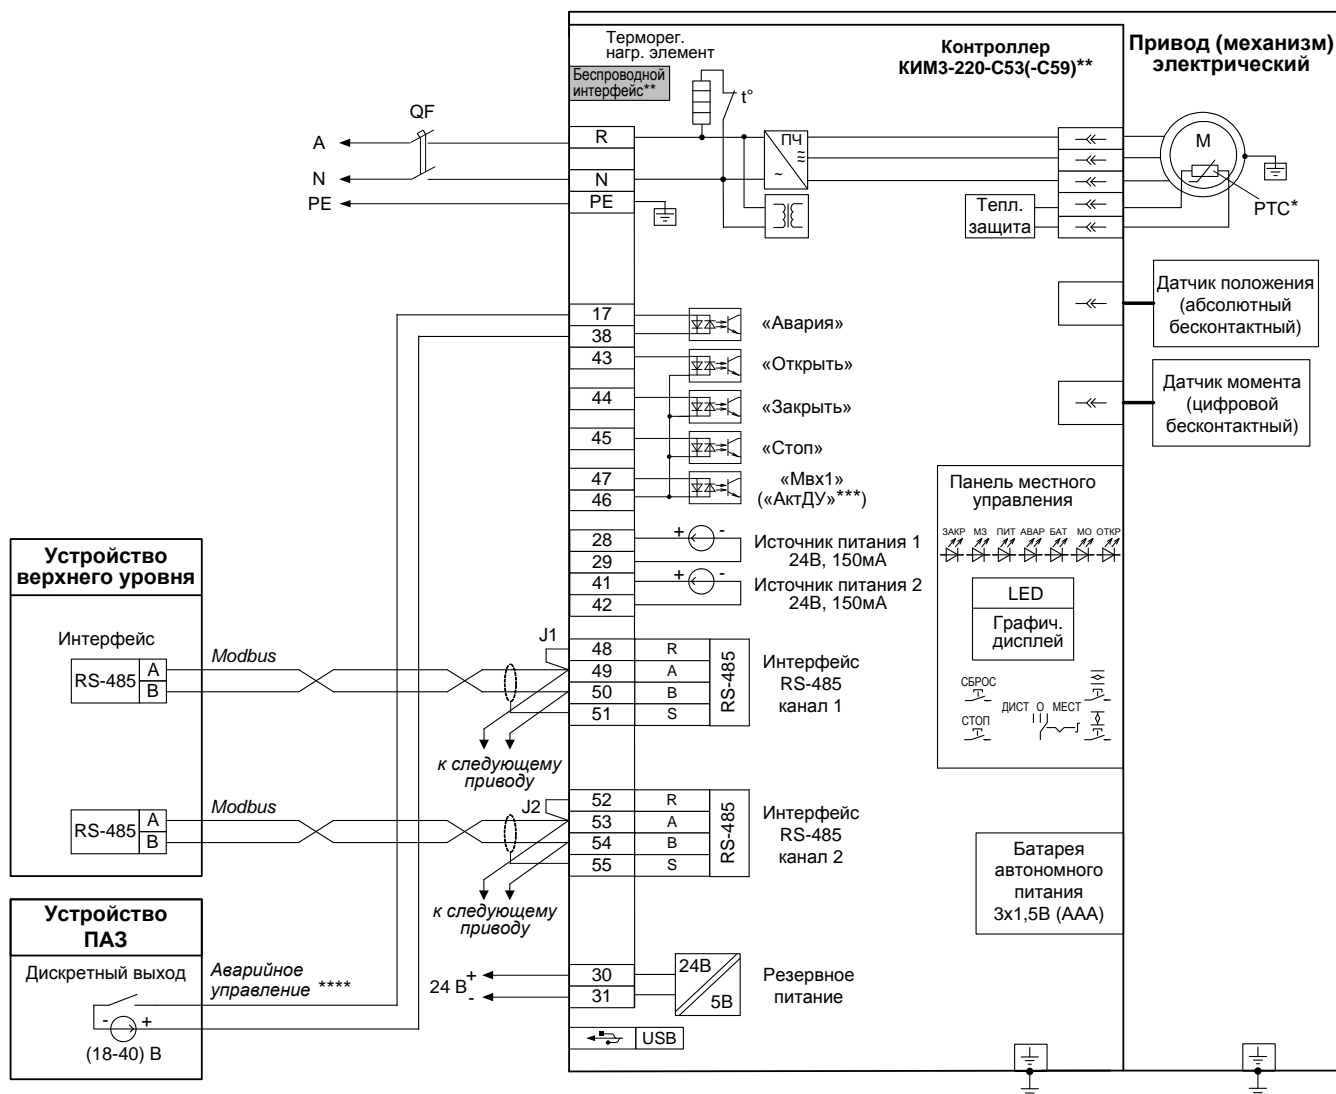 Терморег.
нагр. элемент
Беспроводной
интерфейс**
Контроллер
КИМ3-220-С53(-С59)**
Привод (механизм)
электрический
QF
t°
A
R
ПЧ
~
M
N
N
PE
PE
Тепл.
защита
PTC*
Датчик положения
(абсолютный
бесконтактный)
17
38
«Авария»
43
«Открыть»
44
«Закрыть»
Датчик момента
(цифровой
бесконтактный)
45
«Стоп»
47
46
«Мвх1»
(«АктДУ»***)
Панель местного
управления
ЗАКР МЗ ПИТ АВАР БАТ МО ОТКР
28
+ -
29
Источник питания 1
24В, 150мА
41
+ -
42
Источник питания 2
24В, 150мА
LED
Графич.
дисплей
СБРОС
СТОП
ДИСТ О МЕСТ
Устройство
верхнего уровня
Интерфейс
RS-485
A
B
Modbus
J1
48 R
49 A
50 B
51 S
RS-485
Интерфейс
RS-485
канал 1
к следующему
приводу
RS-485
A
B
Modbus
J2
52 R
53 A
54 B
55 S
RS-485
Интерфейс
RS-485
канал 2
к следующему
приводу
Батарея
автономного
питания
3х1,5В (ААА)
Устройство
ПАЗ
Дискретный выход
- +
(18-40) В
Аварийное
управление ****
24 В
+
-
30
31
24В
5В
Резервное
питание
USB